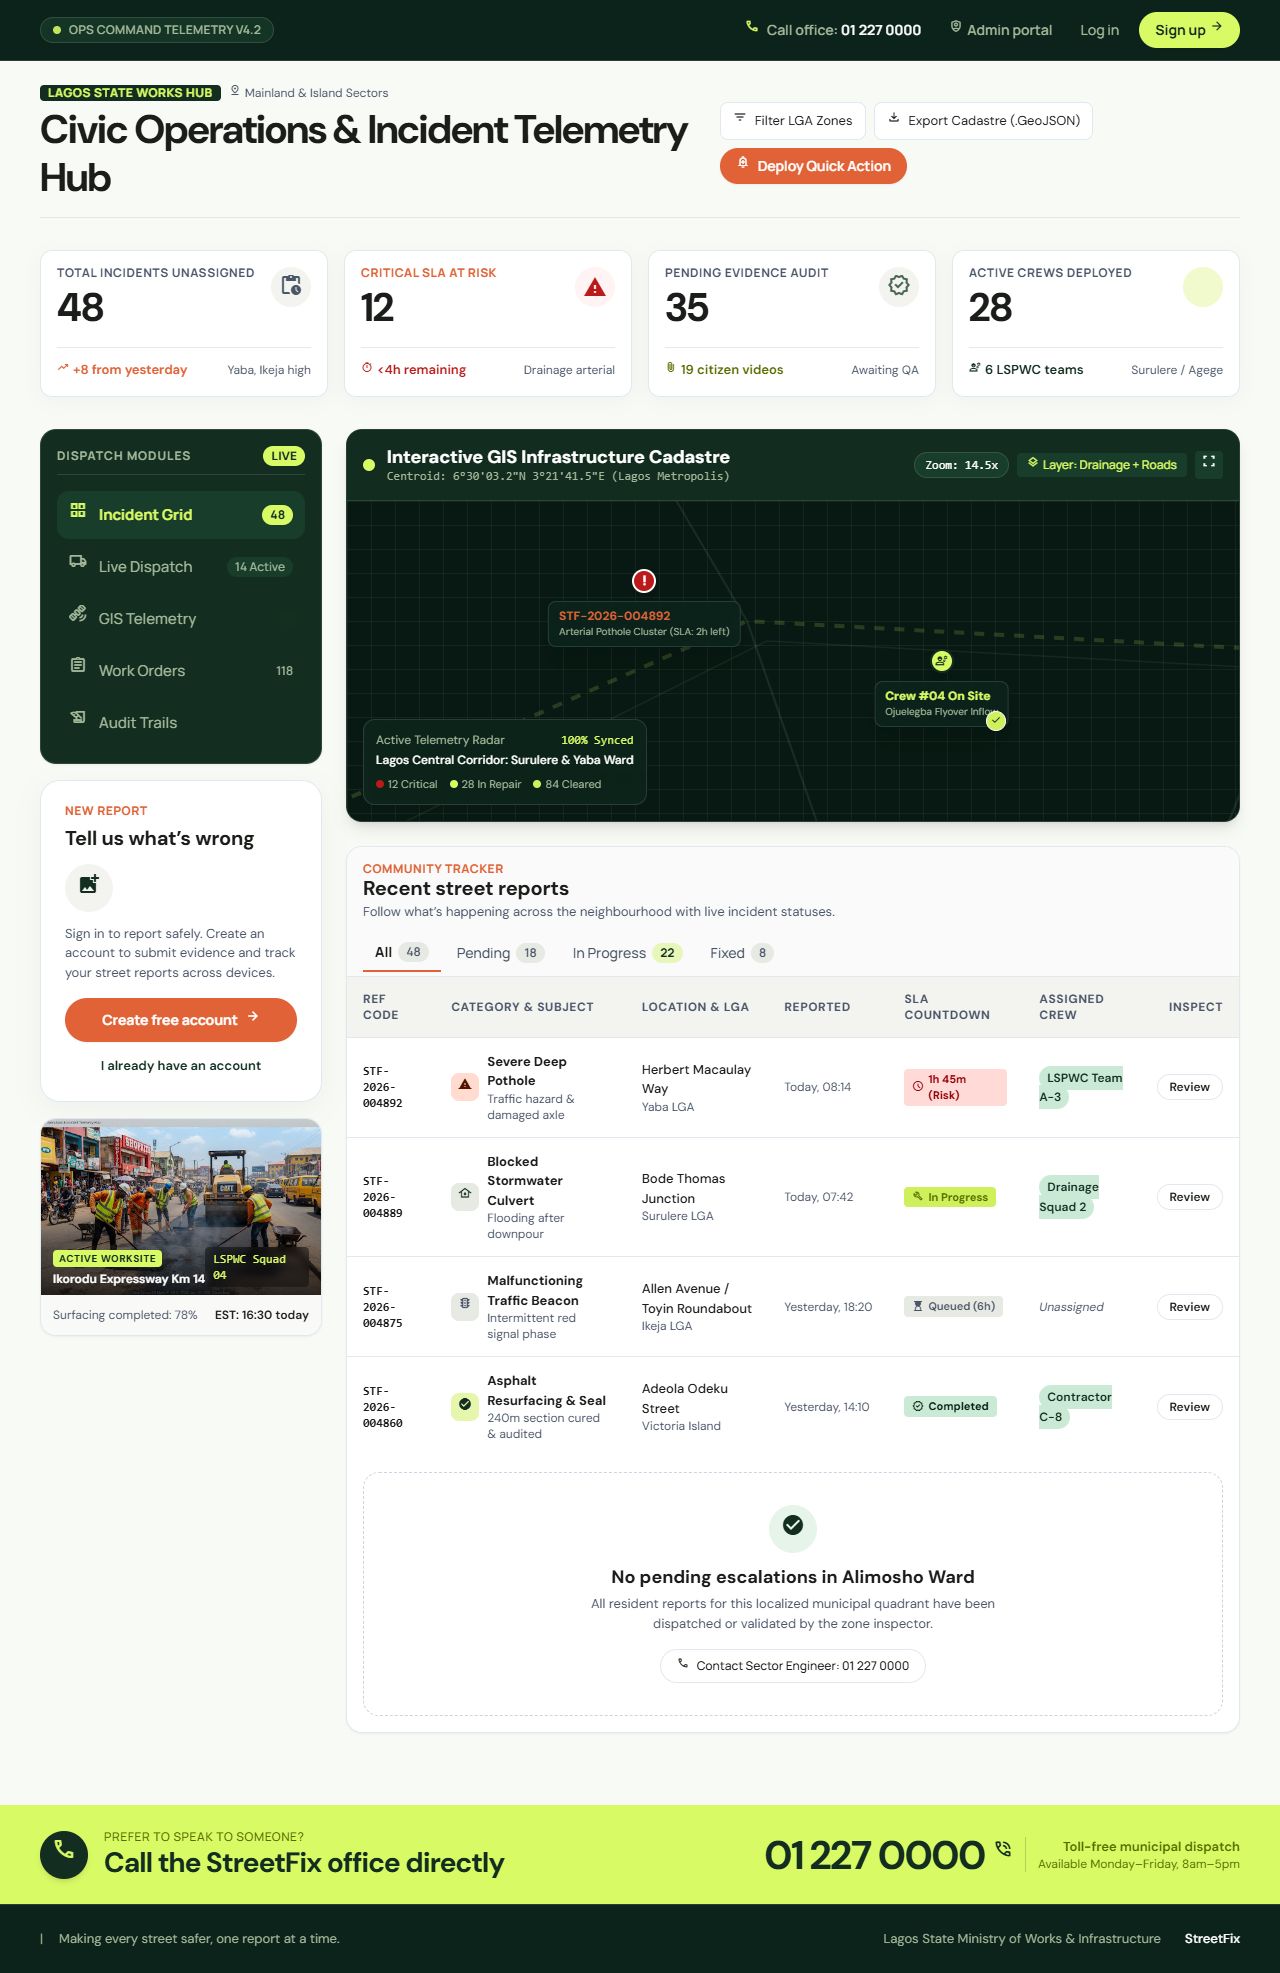 OPS COMMAND TELEMETRY V4.2
Call office: 01 227 0000
Admin portal
Log in
Sign up
LAGOS STATE WORKS HUB
Mainland & Island Sectors
Civic Operations & Incident Telemetry
Hub
Filter LGA Zones
Export Cadastre (.GeoJSON)
Deploy Quick Action
TOTAL INCIDENTS UNASSIGNED
48
+8 from yesterday
Yaba, Ikeja high
CRITICAL SLA AT RISK
12
<4h remaining
Drainage arterial
PENDING EVIDENCE AUDIT
35
19 citizen videos
Awaiting QA
ACTIVE CREWS DEPLOYED
28
6 LSPWC teams
Surulere / Agege
DISPATCH MODULES
LIVE
Incident Grid
48
Live Dispatch
14 Active
GIS Telemetry
Work Orders
118
Audit Trails
NEW REPORT
Tell us what's wrong
Sign in to report safely. Create an
account to submit evidence and track
your street reports across devices.
Create free account
I already have an account
ACTIVE WORKSITE
Ikorodu Expressway Km 14
LSPWC Squad
04
Surfacing completed: 78%
EST: 16:30 today
Interactive GIS Infrastructure Cadastre
Centroid: 6°30'03.2"N 3°21'41.5"E (Lagos Metropolis)
Zoom: 14.5x
Layer: Drainage + Roads
STF-2026-004892
Arterial Pothole Cluster (SLA: 2h left)
Crew #04 On Site
Ojuelegba Flyover Inflow
Active Telemetry Radar
100% Synced
Lagos Central Corridor: Surulere & Yaba Ward
12 Critical
28 In Repair
84 Cleared
COMMUNITY TRACKER
Recent street reports
Follow what's happening across the neighbourhood with live incident statuses.
All 48
Pending 18
In Progress 22
Fixed 8
REF
CODE
CATEGORY & SUBJECT
LOCATION & LGA
REPORTED
SLA
COUNTDOWN
ASSIGNED
CREW
INSPECT
STF-
2026-
004892
Severe Deep
Pothole
Traffic hazard &
damaged axle
Herbert Macaulay
Way
Yaba LGA
Today, 08:14
1h 45m
(Risk)
LSPWC Team
A-3
Review
STF-
2026-
004889
Blocked
Stormwater
Culvert
Flooding after
downpour
Bode Thomas
Junction
Surulere LGA
Today, 07:42
In Progress
Drainage
Squad 2
Review
STF-
2026-
004875
Malfunctioning
Traffic Beacon
Intermittent red
signal phase
Allen Avenue /
Toyin Roundabout
Ikeja LGA
Yesterday, 18:20
Queued (6h)
Unassigned
Review
STF-
2026-
004860
Asphalt
Resurfacing & Seal
240m section cured
& audited
Adeola Odeku
Street
Victoria Island
Yesterday, 14:10
Completed
Contractor
C-8
Review
No pending escalations in Alimosho Ward
All resident reports for this localized municipal quadrant have been
dispatched or validated by the zone inspector.
Contact Sector Engineer: 01 227 0000
PREFER TO SPEAK TO SOMEONE?
Call the StreetFix office directly
01 227 0000
Toll-free municipal dispatch
Available Monday–Friday, 8am–5pm
| Making every street safer, one report at a time.
Lagos State Ministry of Works & Infrastructure
StreetFix